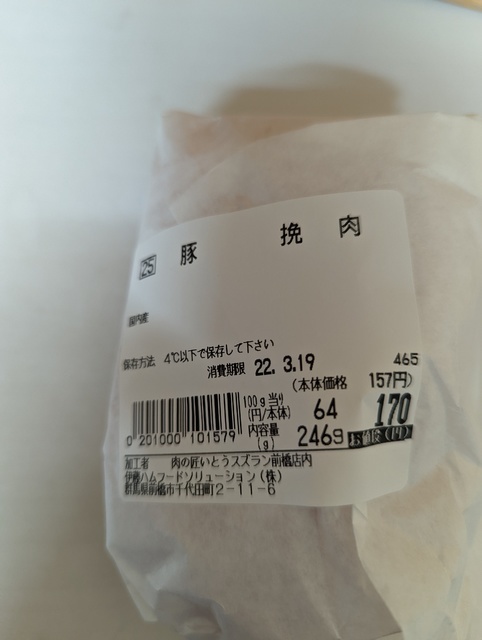 25 豚 挽肉
国内産
保存方法 4℃以下で保存して下さい
消費期限 22. 3.19
465
(本体価格 157円)
100g当り
(円/本体) 64
170
内容量
(g) 246g
お値段(円)
0 201000 101579
加工者 肉の匠いとうスズラン前橋店内
伊藤ハムフードソリューション(株)
群馬県前橋市千代田町2-11-6